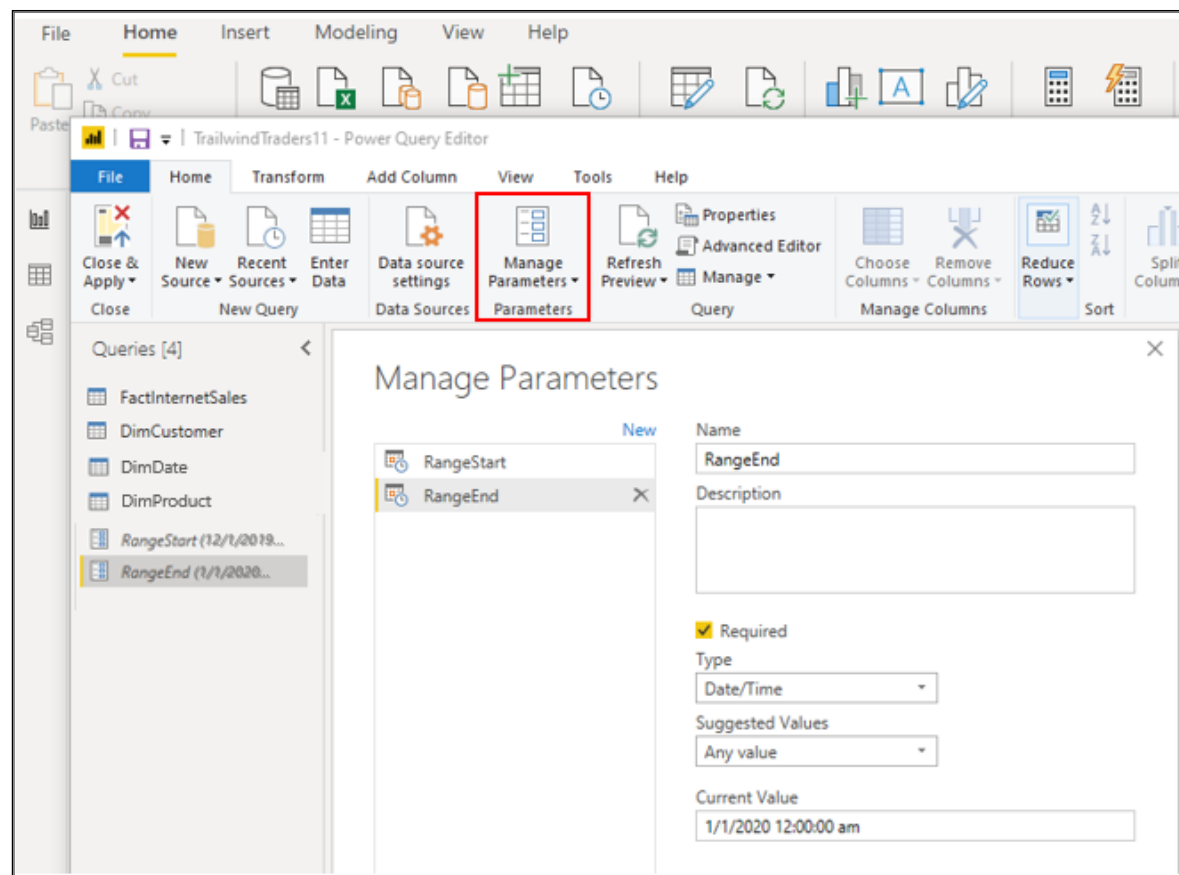 File Home Insert Modeling View Help
Cut
Copy
Paste
TrailwindTraders11 - Power Query Editor
File Home Transform Add Column View Tools Help
Close & Apply
New Source
Recent Sources
Enter Data
Data source settings
Manage Parameters
Refresh Preview
Properties
Advanced Editor
Manage
Choose Columns
Remove Columns
Reduce Rows
Close
New Query
Data Sources
Parameters
Query
Manage Columns
Sort
Queries [4]
FactInternetSales
DimCustomer
DimDate
DimProduct
RangeStart (12/1/2019...
RangeEnd (1/1/2020...
Manage Parameters
New
RangeStart
RangeEnd
Name
RangeEnd
Description
Required
Type
Date/Time
Suggested Values
Any value
Current Value
1/1/2020 12:00:00 am